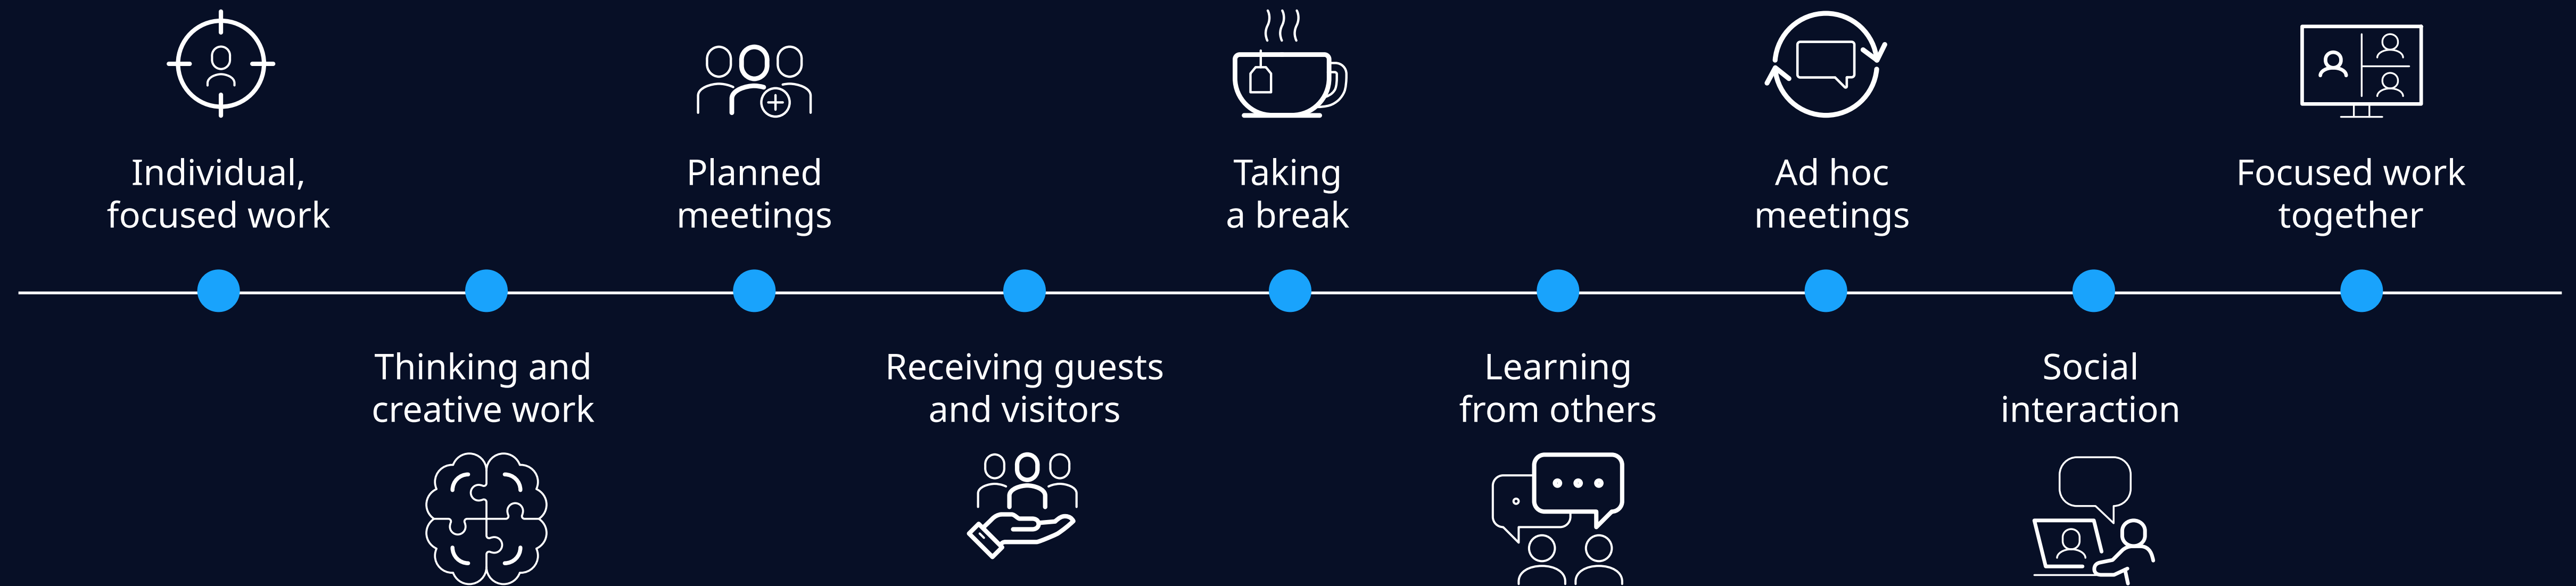 Individual,
focused work
Thinking and
creative work
Planned
meetings
Receiving guests
and visitors
Taking
a break
Learning
from others
Ad hoc
meetings
Social
interaction
Focused work
together